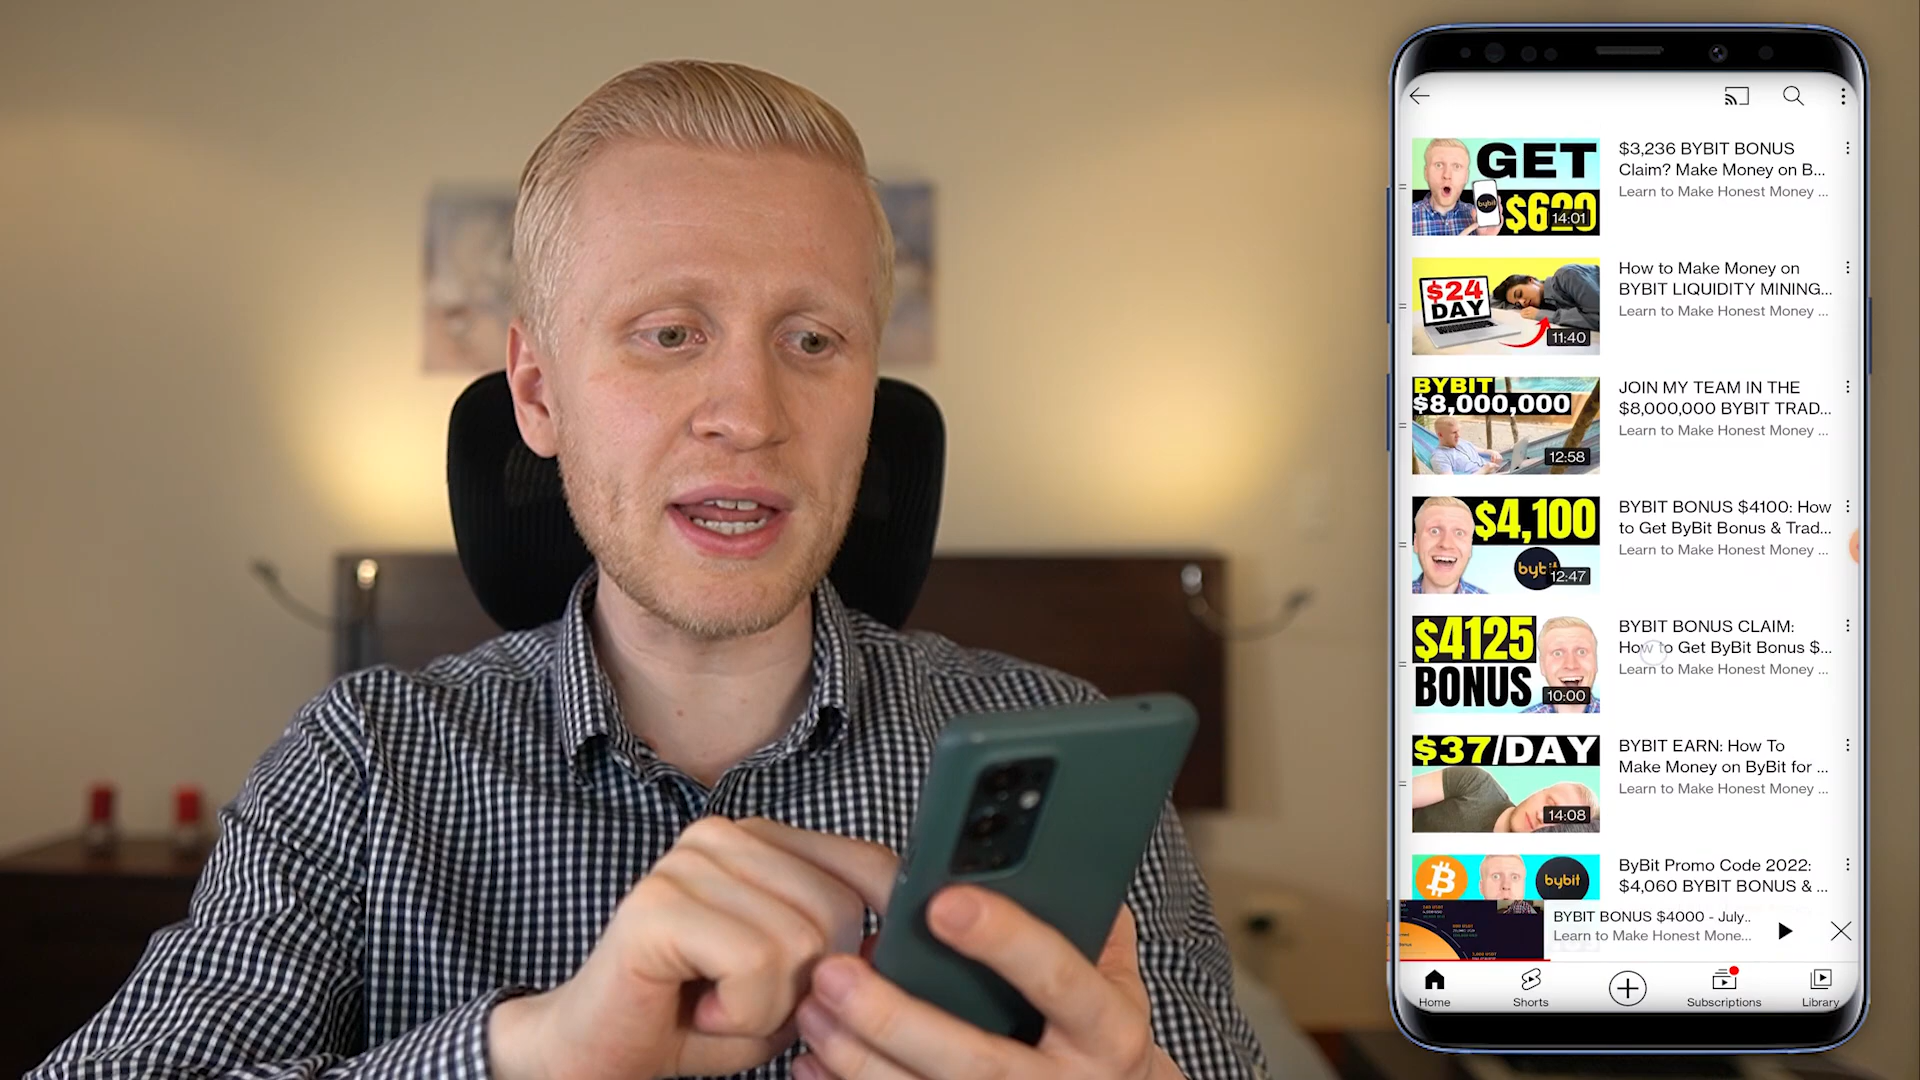 GET
$620
bybit
14:01
$3,236 BYBIT BONUS
Claim? Make Money on B...
Learn to Make Honest Money ...
$24
DAY
11:40
How to Make Money on
BYBIT LIQUIDITY MINING...
Learn to Make Honest Money ...
BYBIT
$8,000,000
12:58
JOIN MY TEAM IN THE
$8,000,000 BYBIT TRAD...
Learn to Make Honest Money ...
$4,100
12:47
BYBIT BONUS $4100: How
to Get ByBit Bonus & Trad...
Learn to Make Honest Money ...
$4125
BONUS
10:00
BYBIT BONUS CLAIM:
How to Get ByBit Bonus $...
Learn to Make Honest Money ...
$37/DAY
14:08
BYBIT EARN: How To
Make Money on ByBit for ...
Learn to Make Honest Money ...
bybit
ByBit Promo Code 2022:
$4,060 BYBIT BONUS & ...
BYBIT BONUS $4000 - July..
Learn to Make Honest Mone...
Home
Shorts
Subscriptions
Library